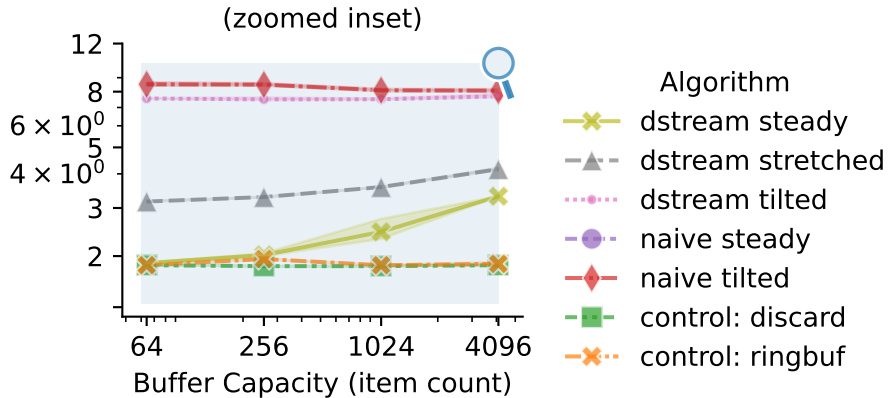 (zoomed inset)
12
8
6 × 10⁰
5
4 × 10⁰
3
2
64 256 1024 4096
Buffer Capacity (item count)
Algorithm
dstream steady
dstream stretched
dstream tilted
naive steady
naive tilted
control: discard
control: ringbuf